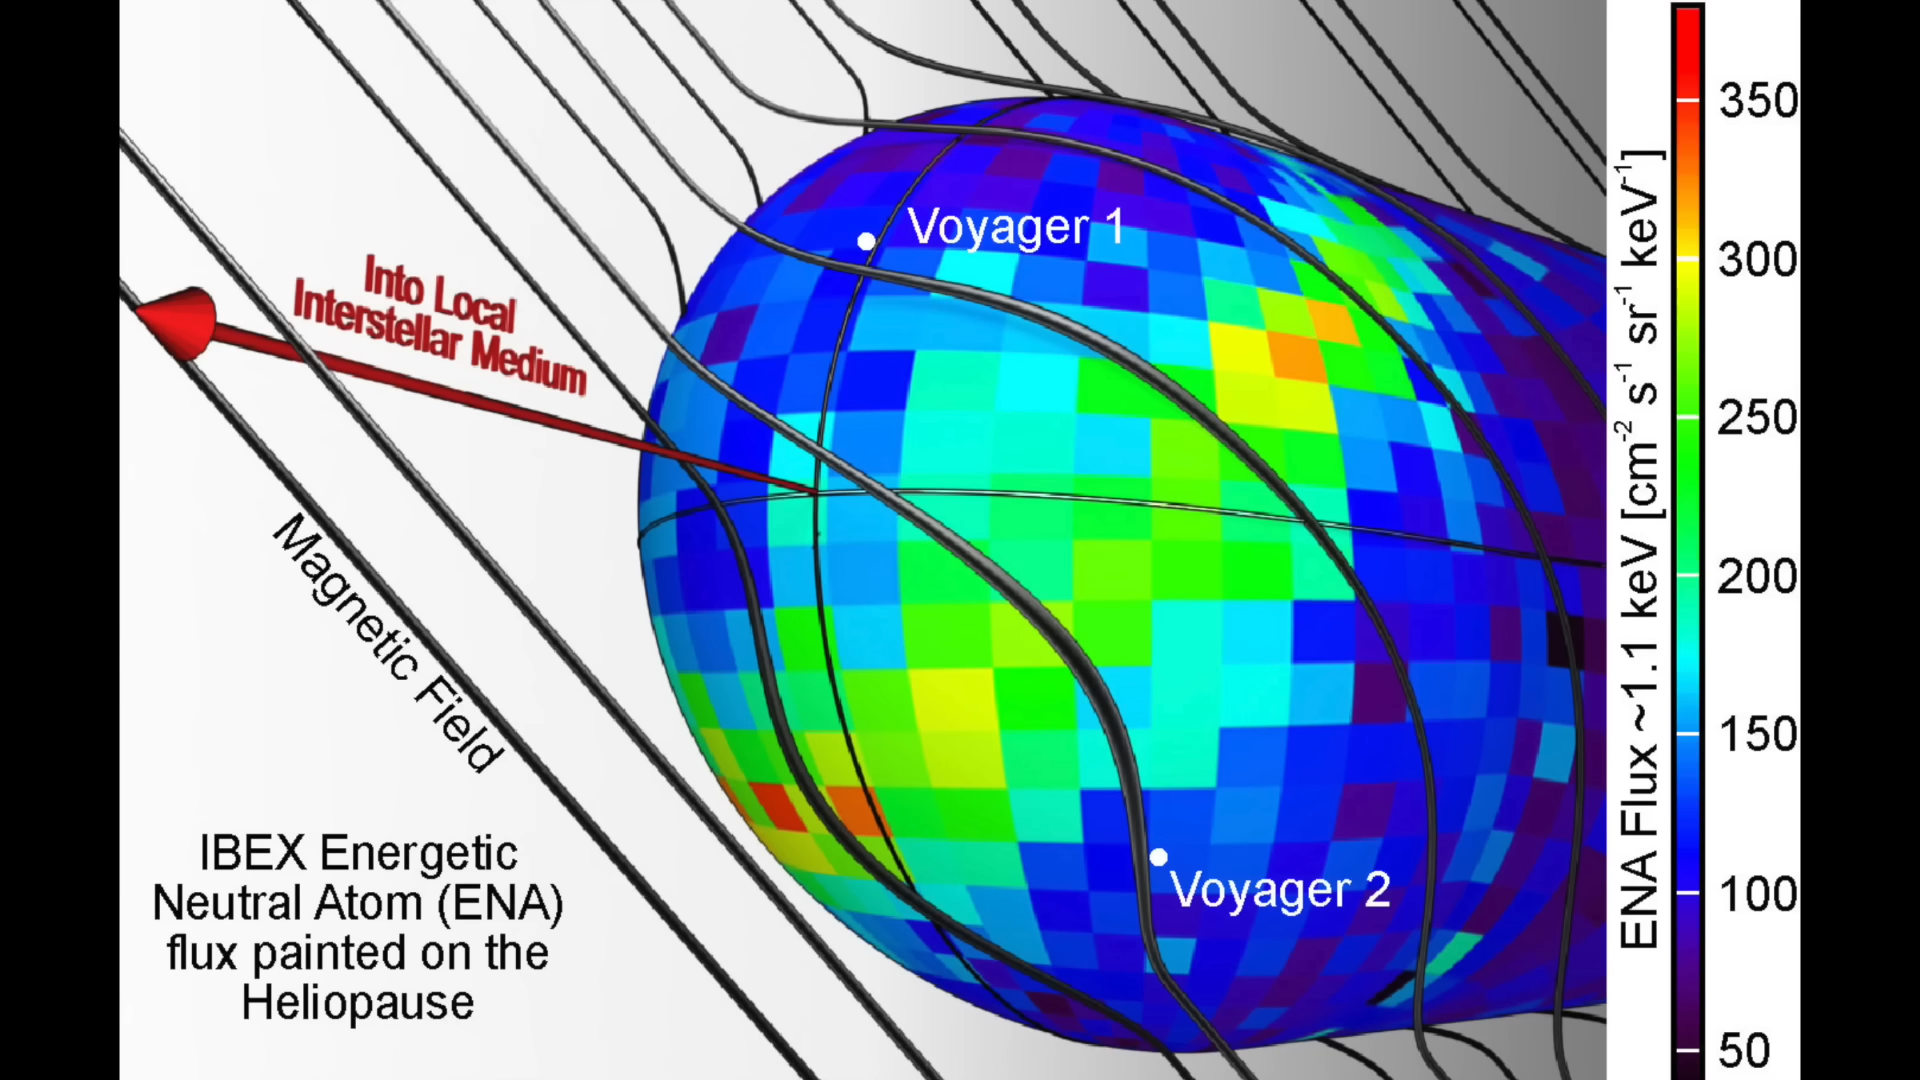 Voyager 1
Into Local
Interstellar Medium
Magnetic Field
IBEX Energetic
Neutral Atom (ENA)
flux painted on the
Heliopause
Voyager 2
ENA Flux ~1.1 keV [cm⁻² s⁻¹ sr⁻¹ keV⁻¹]
350
300
250
200
150
100
50